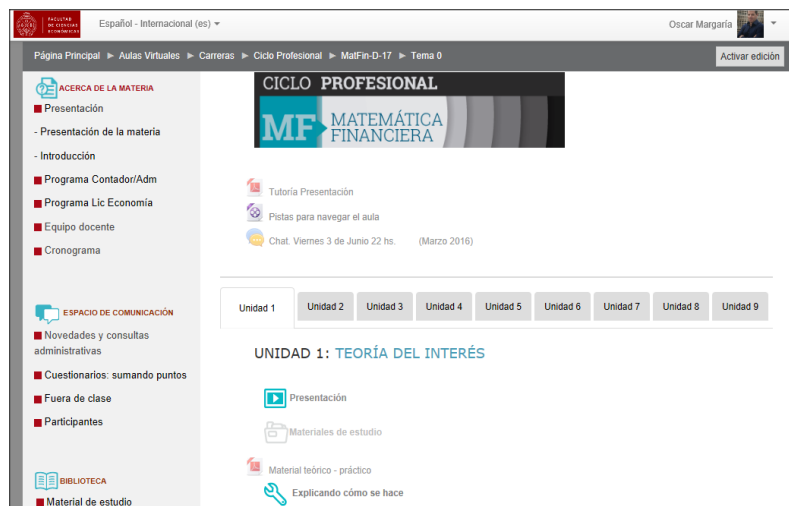 FACULTAD
DE CIENCIAS
ECONÓMICAS
Español - Internacional (es)
Oscar Margaría
Página Principal ► Aulas Virtuales ► Carreras ► Ciclo Profesional ► MatFin-D-17 ► Tema 0
Activar edición
ACERCA DE LA MATERIA
Presentación
- Presentación de la materia
- Introducción
Programa Contador/Adm
Programa Lic Economía
Equipo docente
Cronograma
ESPACIO DE COMUNICACIÓN
Novedades y consultas
administrativas
Cuestionarios: sumando puntos
Fuera de clase
Participantes
BIBLIOTECA
Material de estudio
CICLO PROFESIONAL
MF MATEMÁTICA
FINANCIERA
Tutoría Presentación
Pistas para navegar el aula
Chat. Viernes 3 de Junio 22 hs. (Marzo 2016)
Unidad 1 Unidad 2 Unidad 3 Unidad 4 Unidad 5 Unidad 6 Unidad 7 Unidad 8 Unidad 9
UNIDAD 1: TEORÍA DEL INTERÉS
Presentación
Materiales de estudio
Material teórico - práctico
Explicando cómo se hace